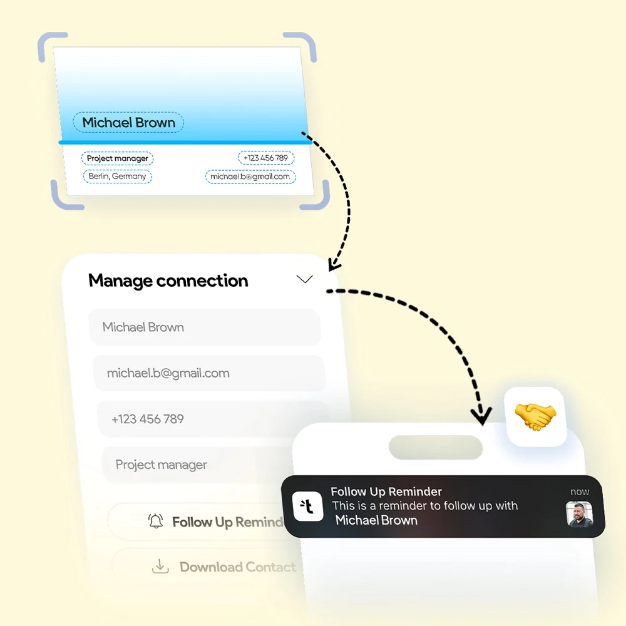 Michael Brown
Project manager
+123 456 789
Berlin, Germany
michael.b@gmail.com
Manage connection
Michael Brown
michael.b@gmail.com
+123 456 789
Project manager
Follow Up Remind
Download Contact
Follow Up Reminder
now
This is a reminder to follow up with
Michael Brown